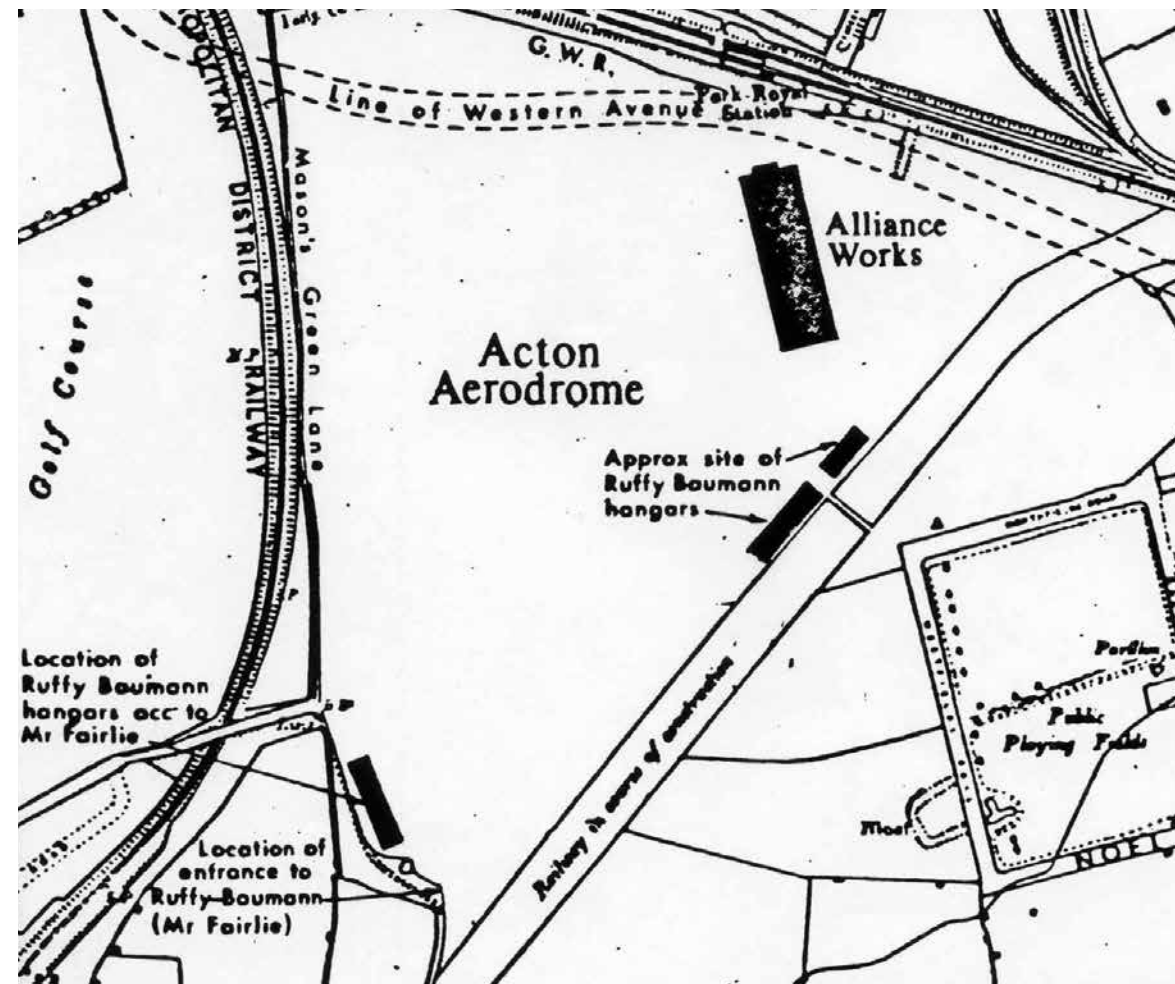 G. W. R.
Line of Western Avenue
Park Royal
Station
DISTRICT
RAILWAY
Mason's Green Lane
Golf Course
Alliance
Works
Acton
Aerodrome
Approx site of
Ruffy Baumann
hangars
Location of
Ruffy Baumann
hangars acc to
Mr Fairlie
Location of
entrance to
Ruffy Baumann
(Mr Fairlie)
Railway in course of construction
Pavilion
Public
Playing Fields
Moat
NOEL